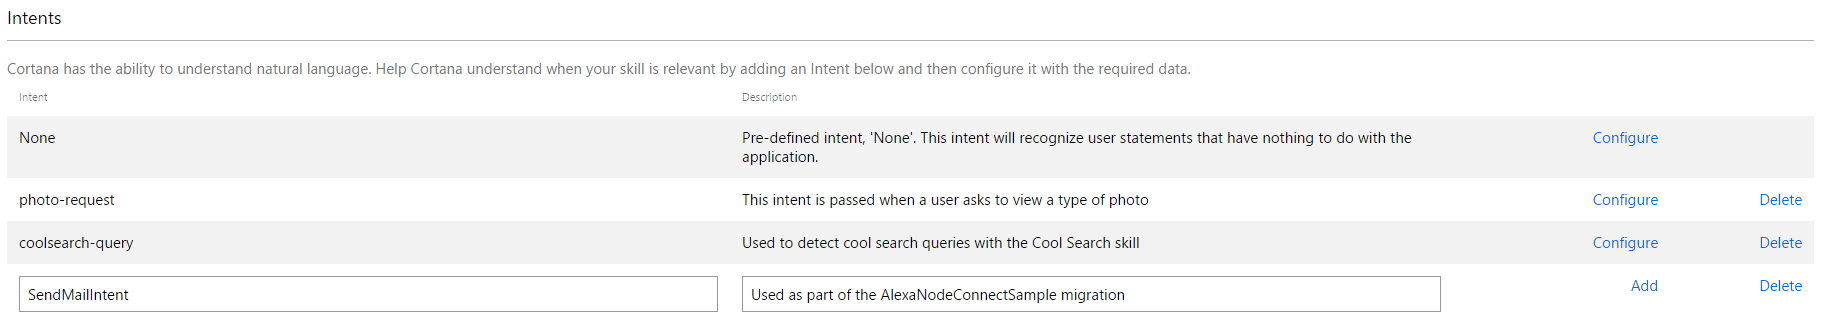 Intents
Cortana has the ability to understand natural language. Help Cortana understand when your skill is relevant by adding an Intent below and then configure it with the required data.
Intent Description
None Pre-defined intent, 'None'. This intent will recognize user statements that have nothing to do with the Configure
application.
photo-request This intent is passed when a user asks to view a type of photo Configure Delete
coolsearch-query Used to detect cool search queries with the Cool Search skill Configure Delete
SendMailIntent Used as part of the AlexaNodeConnectSample migration Add Delete